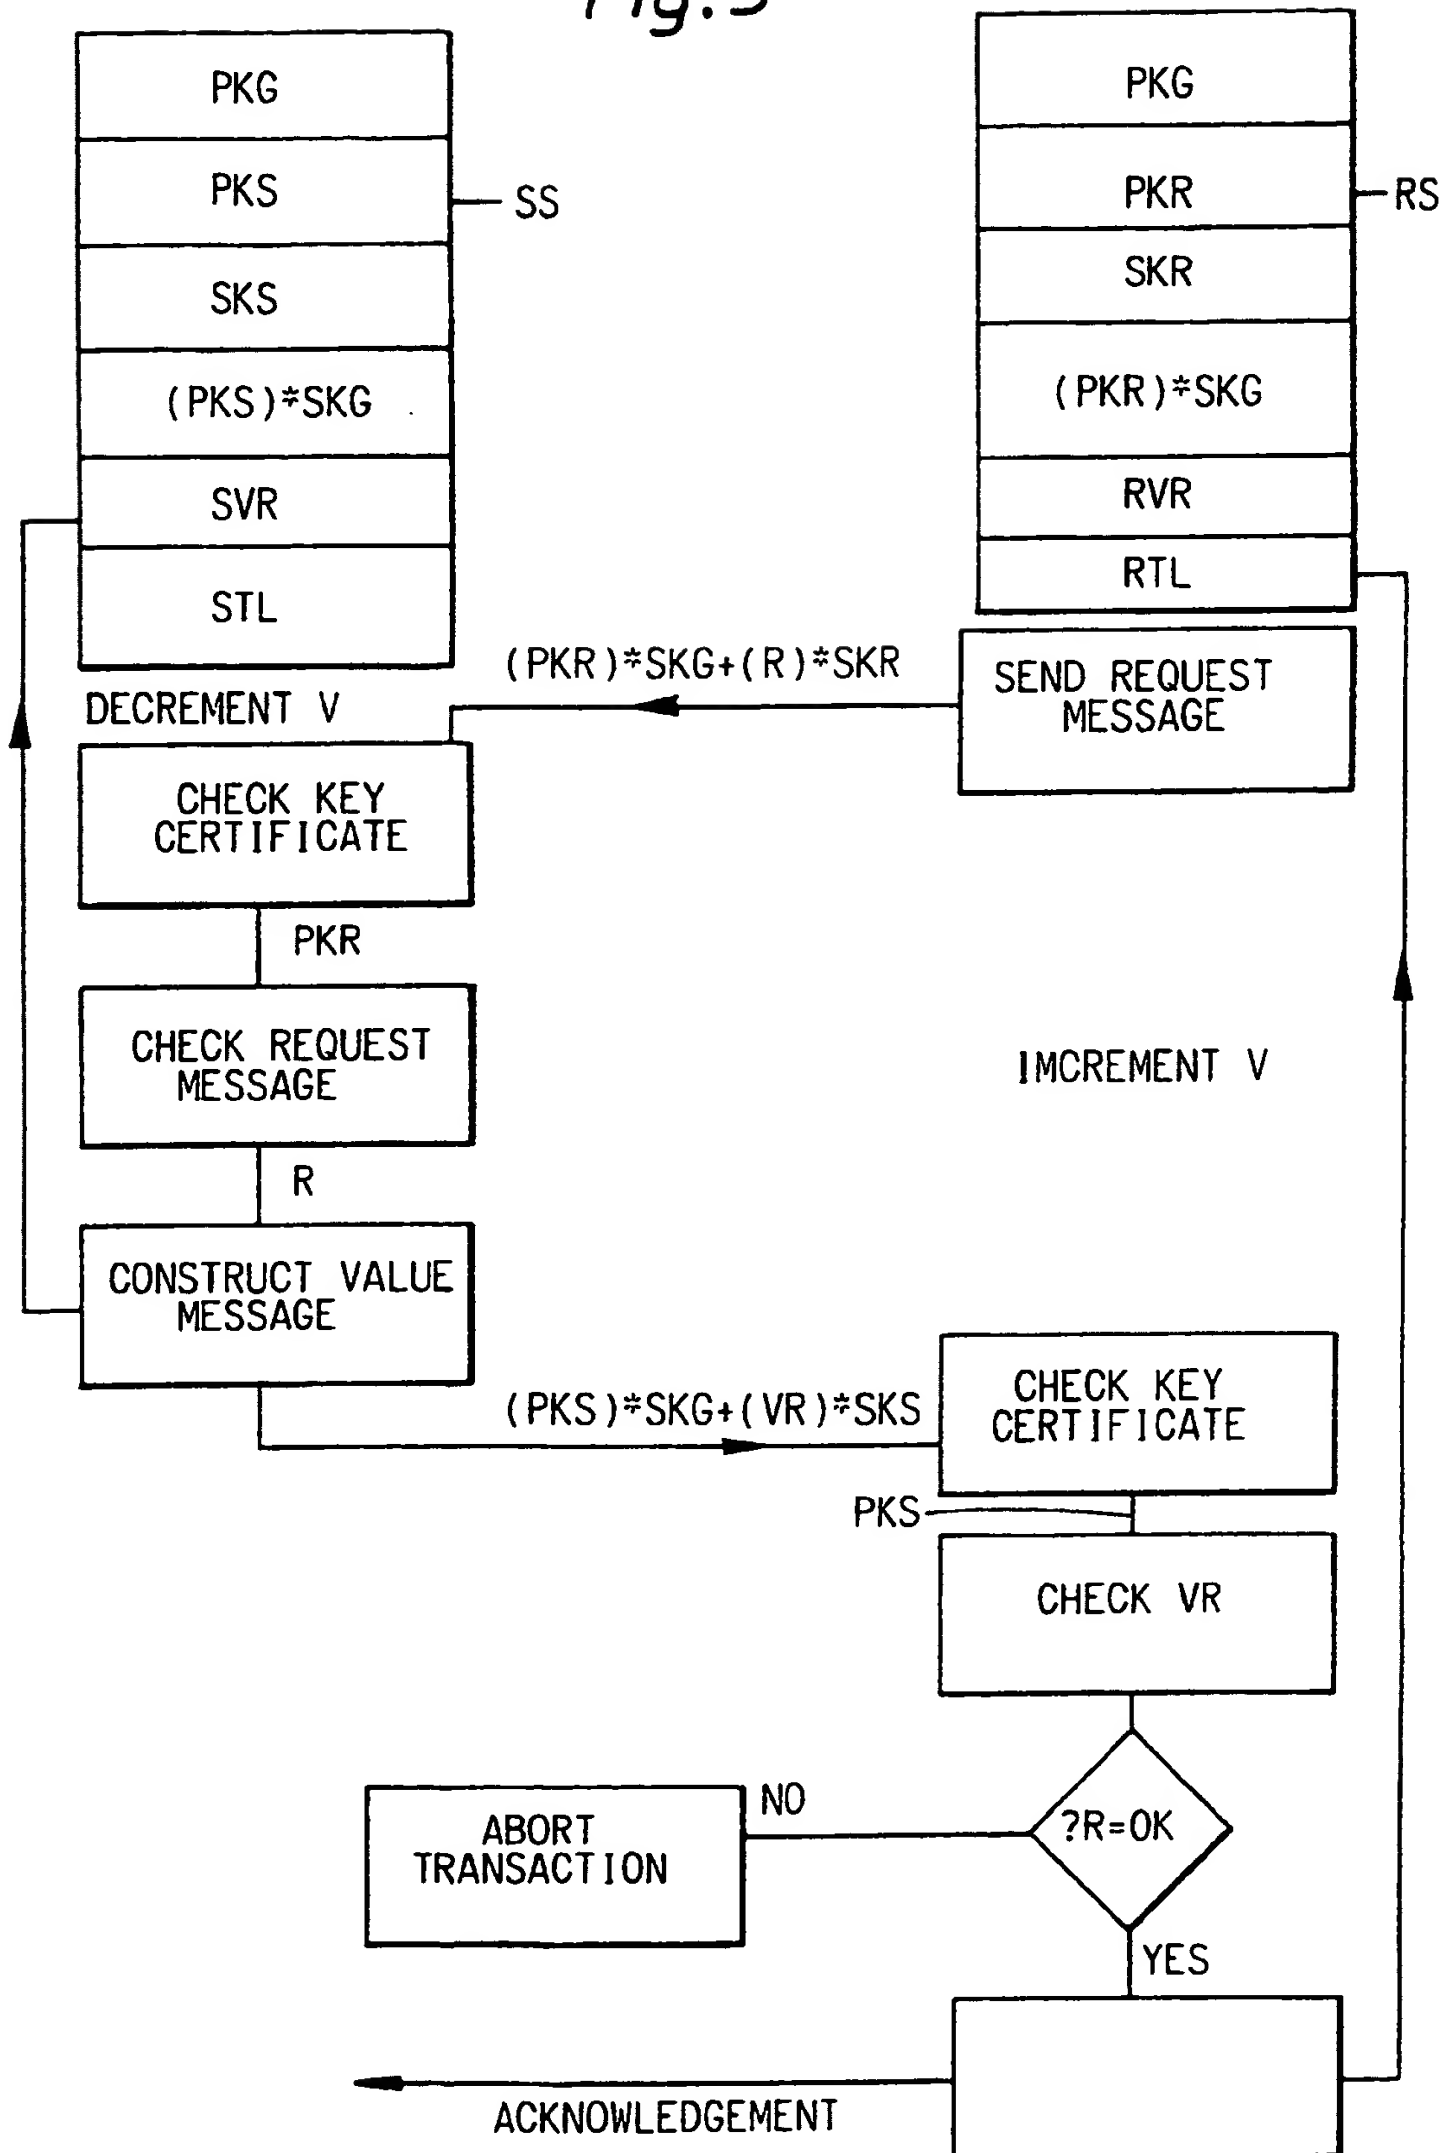 Fig.3
PKG
PKS
SS
SKS
(PKS)*SKG
SVR
STL
PKG
PKR
RS
SKR
(PKR)*SKG
RVR
RTL
(PKR)*SKG+(R)*SKR
SEND REQUEST
MESSAGE
DECREMENT V
CHECK KEY
CERTIFICATE
PKR
CHECK REQUEST
MESSAGE
IMCREMENT V
R
CONSTRUCT VALUE
MESSAGE
(PKS)*SKG+(VR)*SKS
CHECK KEY
CERTIFICATE
PKS
CHECK VR
?R=OK
NO
ABORT
TRANSACTION
YES
ACKNOWLEDGEMENT